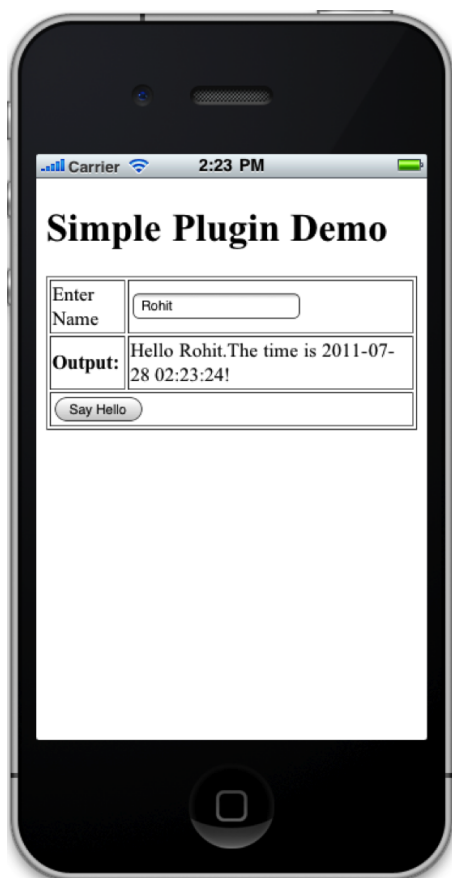 Carrier 2:23 PM
Simple Plugin Demo
Enter
Name
Rohit
Output:
Hello Rohit.The time is 2011-07-
28 02:23:24!
Say Hello